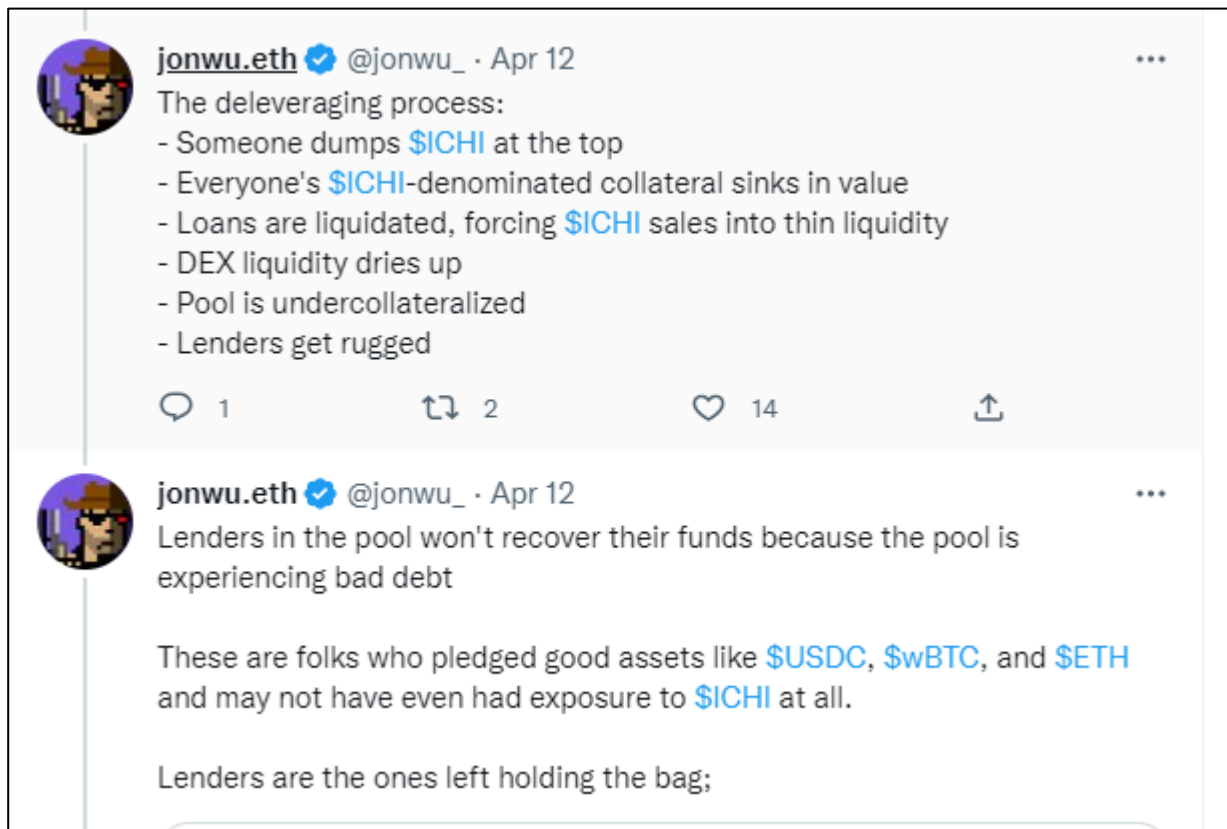 jonwu.eth @jonwu_ · Apr 12
The deleveraging process:
- Someone dumps $ICHI at the top
- Everyone's $ICHI-denominated collateral sinks in value
- Loans are liquidated, forcing $ICHI sales into thin liquidity
- DEX liquidity dries up
- Pool is undercollateralized
- Lenders get rugged
1 2 14
jonwu.eth @jonwu_ · Apr 12
Lenders in the pool won't recover their funds because the pool is
experiencing bad debt
These are folks who pledged good assets like $USDC, $wBTC, and $ETH
and may not have even had exposure to $ICHI at all.
Lenders are the ones left holding the bag;